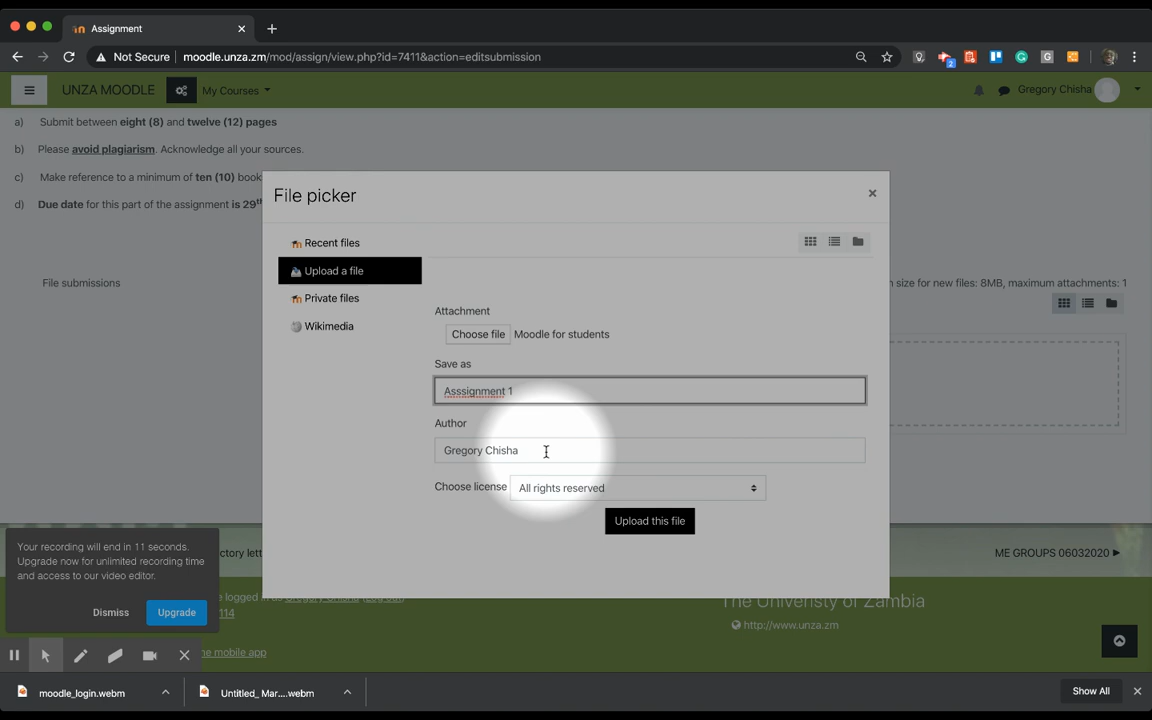 Assignment
Not Secure moodle.unza.zm/mod/assign/view.php?id=7411&action=editsubmission
2
G
UNZA MOODLE My Courses Gregory Chisha
a) Submit between eight (8) and twelve (12) pages
b) Please avoid plagiarism. Acknowledge all your sources.
c) Make reference to a minimum of ten (10) book
d) Due date for this part of the assignment is 29th
File picker
Recent files
Upload a file
Private files
Wikimedia
File submissions
size for new files: 8MB, maximum attachments: 1
Attachment
Choose file Moodle for students
Save as
Asssignment 1
Author
Gregory Chisha
Choose license All rights reserved
Upload this file
Your recording will end in 11 seconds.
Upgrade now for unlimited recording time
and access to our video editor.
Dismiss Upgrade
ME GROUPS 06032020
logged
114
The Univeristy of Zambia
http://www.unza.zm
mobile app
moodle_login.webm
Untitled_ Mar....webm
Show All